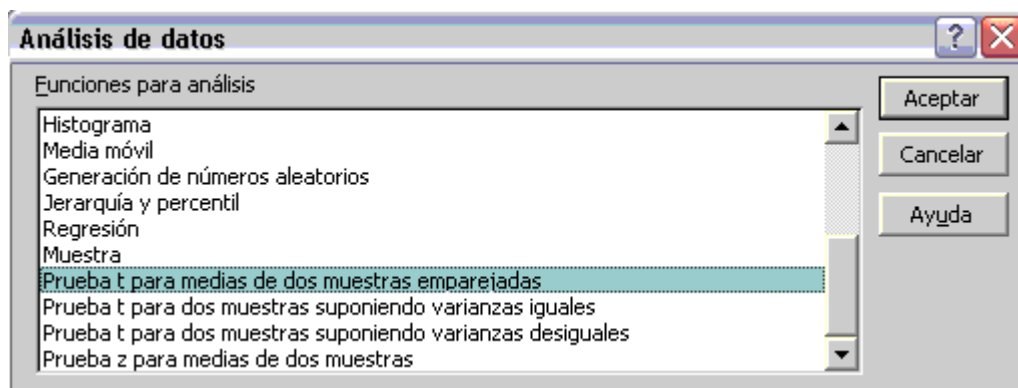 Análisis de datos
Funciones para análisis
Histograma
Media móvil
Generación de números aleatorios
Jerarquía y percentil
Regresión
Muestra
Prueba t para medias de dos muestras emparejadas
Prueba t para dos muestras suponiendo varianzas iguales
Prueba t para dos muestras suponiendo varianzas desiguales
Prueba z para medias de dos muestras
Aceptar
Cancelar
Ayuda